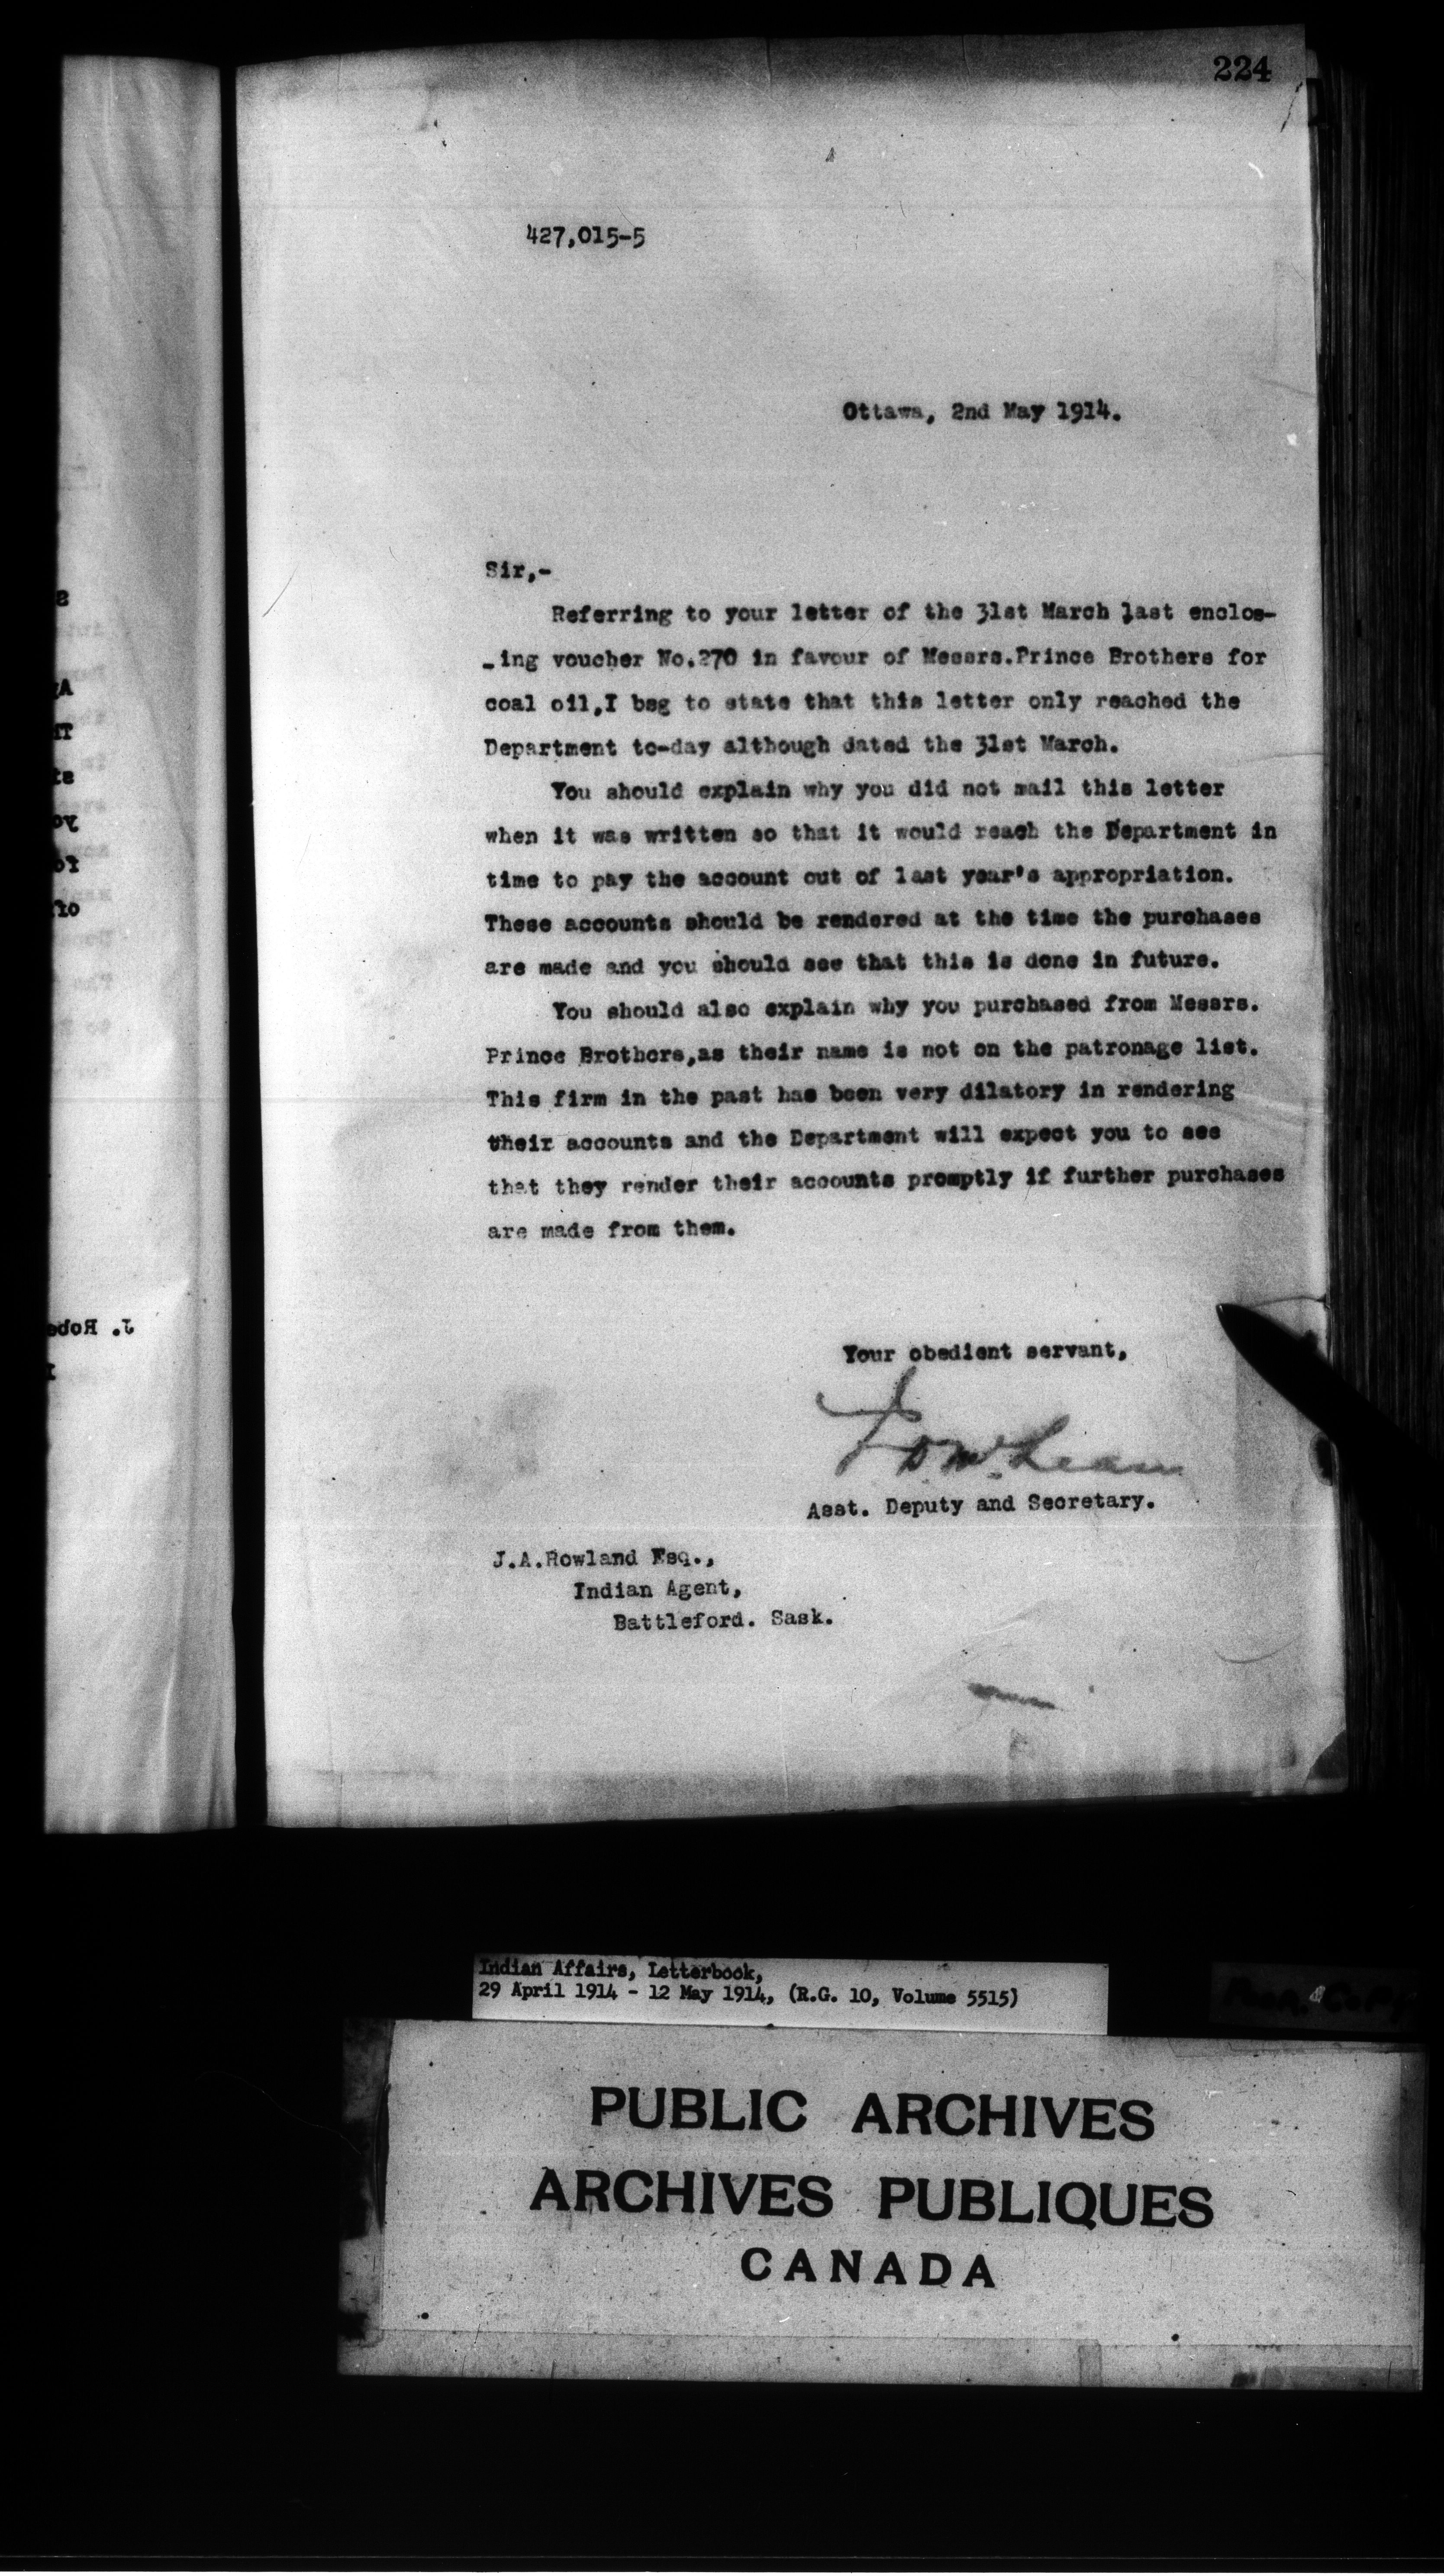 224
427,015-5
Ottawa, 2nd May 1914.
Sir,-
Referring to your letter of the 31st March last enclos-
-ing voucher No.270 in favour of Messrs.Prince Brothers for
coal oil,I beg to state that this letter only reached the
Department to-day although dated the 31st March.
You should explain why you did not mail this letter
when it was written so that it would reach the Department in
time to pay the account out of last year's appropriation.
These accounts should be rendered at the time the purchases
are made and you should see that this is done in future.
You should also explain why you purchased from Messrs.
Prince Brothers,as their name is not on the patronage list.
This firm in the past has been very dilatory in rendering
their accounts and the Department will expect you to see
that they render their accounts promptly if further purchases
are made from them.
Your obedient servant,
J D McLean
Asst. Deputy and Secretary.
J.A.Rowland Esq.,
Indian Agent,
Battleford. Sask.
Indian Affairs, Letterbook,
29 April 1914 - 12 May 1914, (R.G. 10, Volume 5515)
PUBLIC ARCHIVES
ARCHIVES PUBLIQUES
CANADA